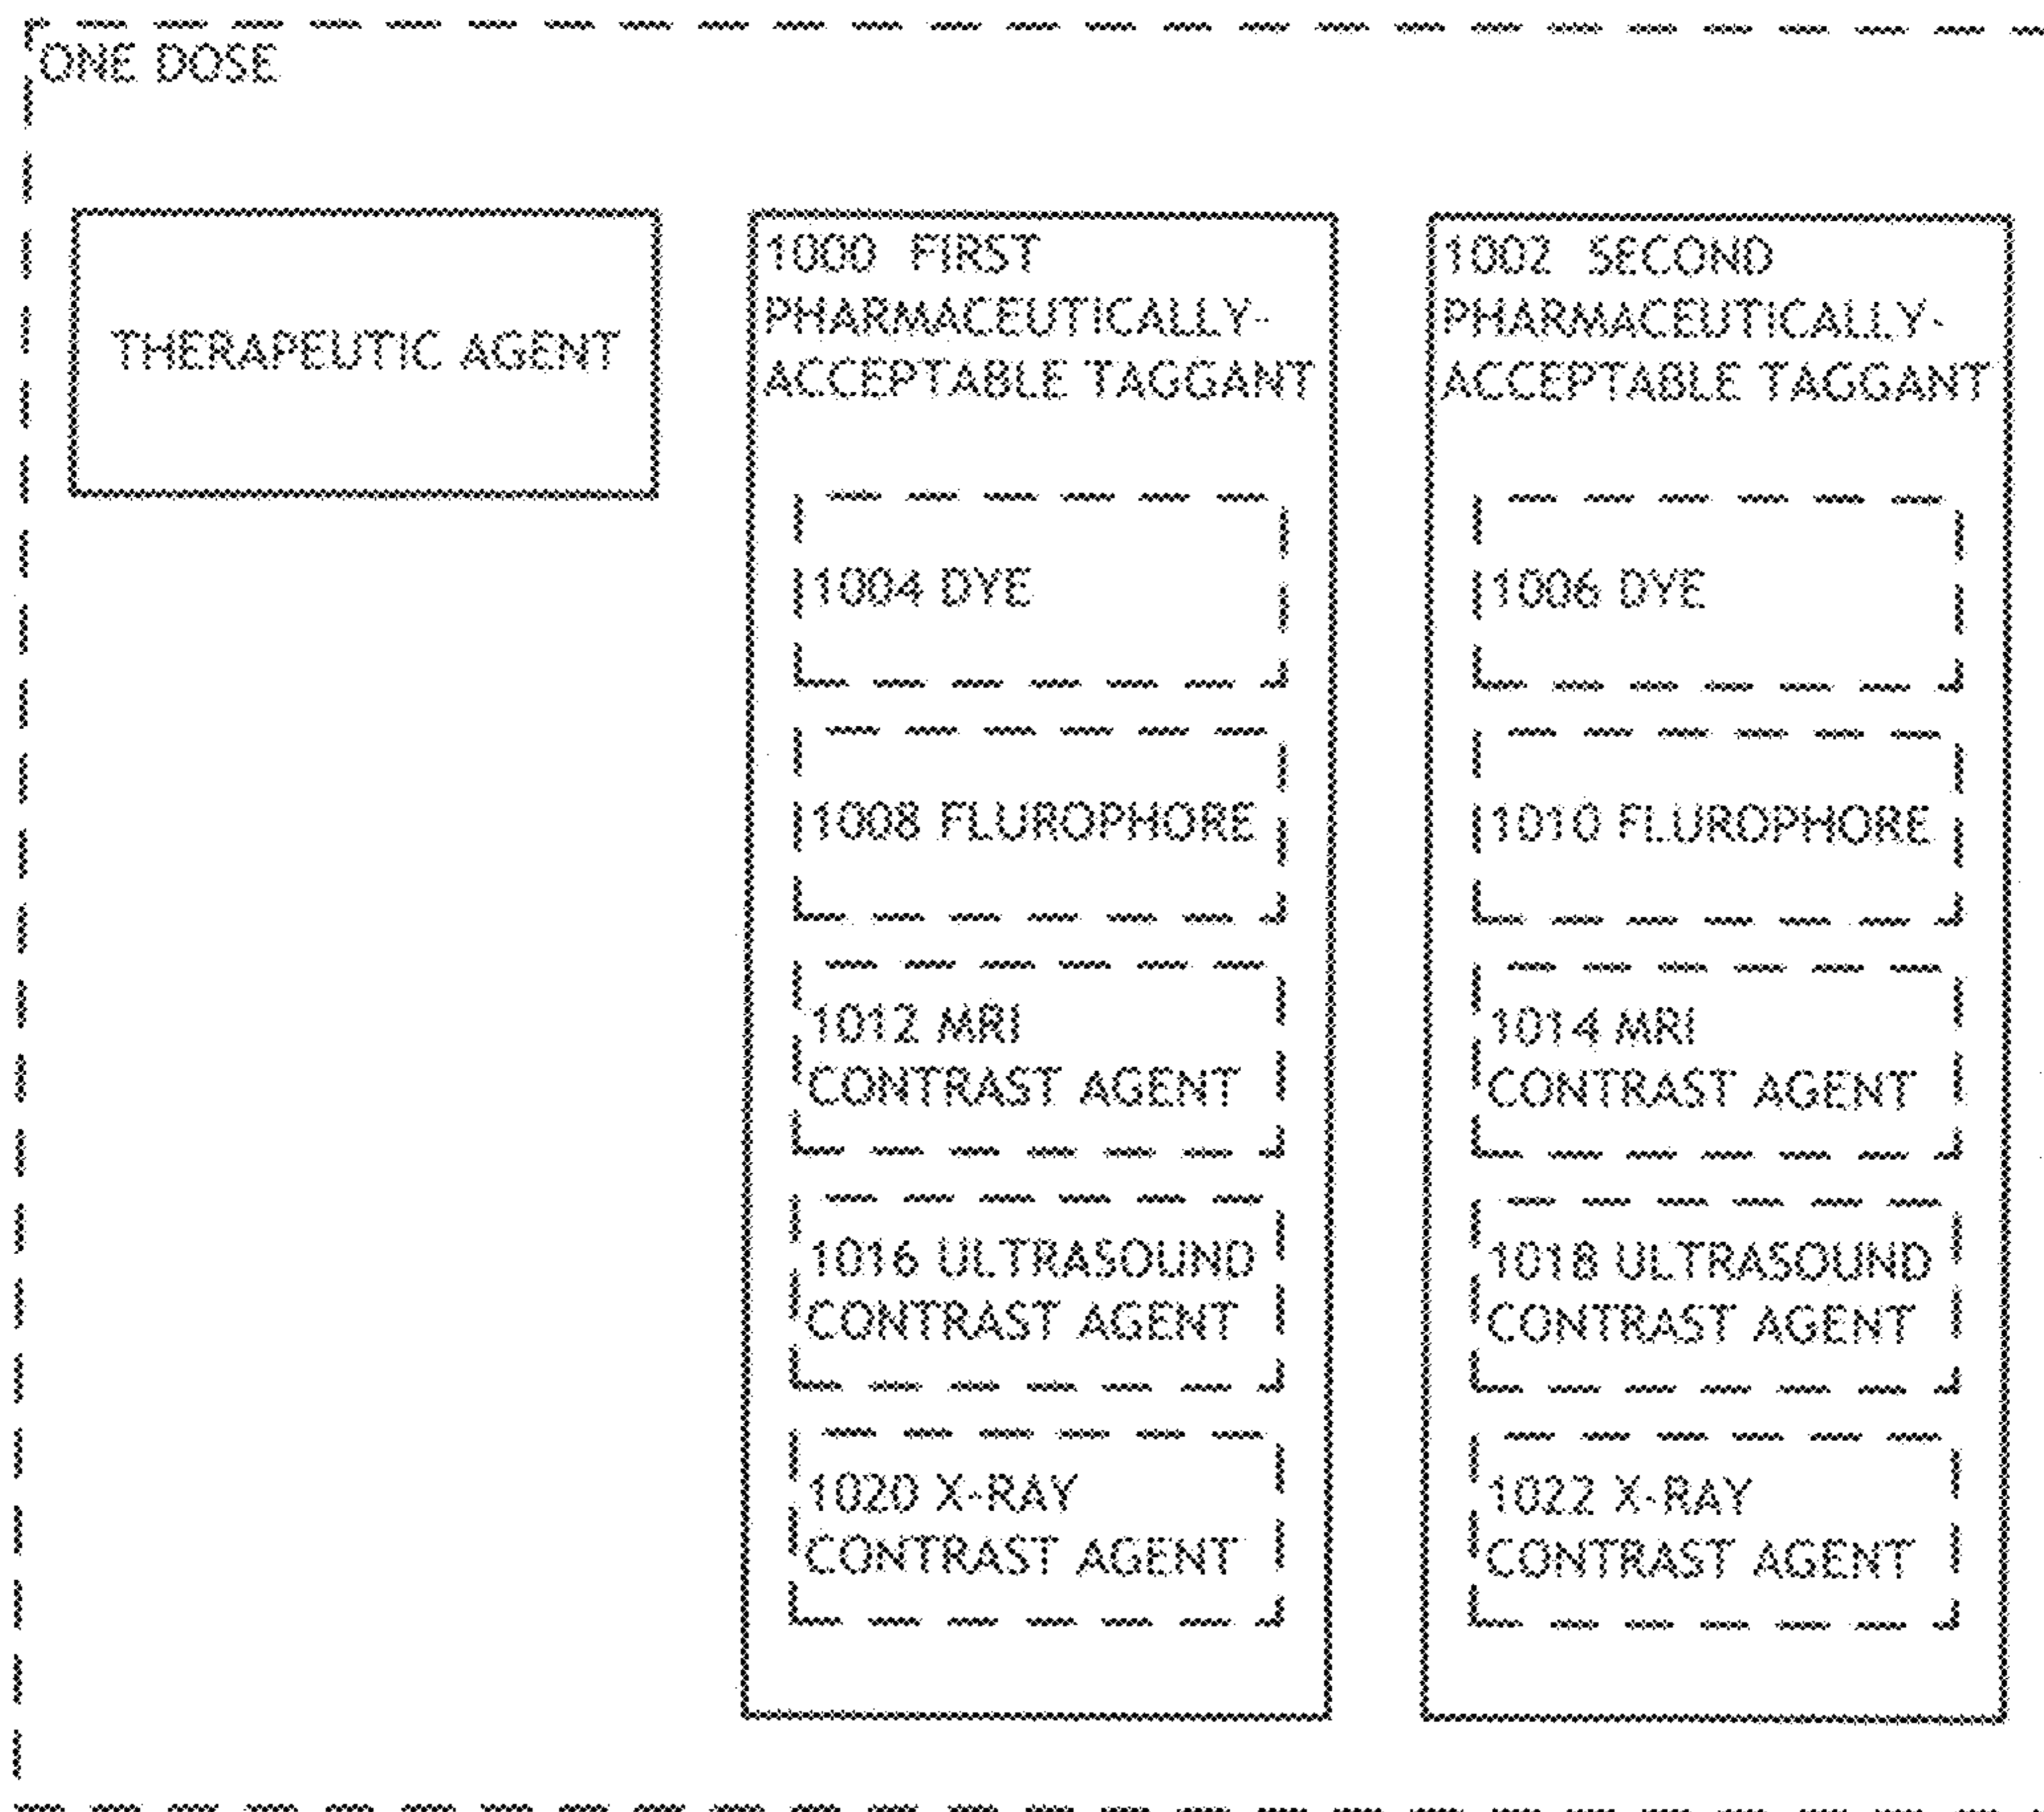 ONE DOSE
THERAPEUTIC AGENT
1000 FIRST
PHARMACEUTICALLY-
ACCEPTABLE TAGGANT
1004 DYE
1008 FLUROPHORE
1012 MRI
CONTRAST AGENT
1016 ULTRASOUND
CONTRAST AGENT
1020 X-RAY
CONTRAST AGENT
1002 SECOND
PHARMACEUTICALLY-
ACCEPTABLE TAGGANT
1006 DYE
1010 FLUROPHORE
1014 MRI
CONTRAST AGENT
1018 ULTRASOUND
CONTRAST AGENT
1022 X-RAY
CONTRAST AGENT